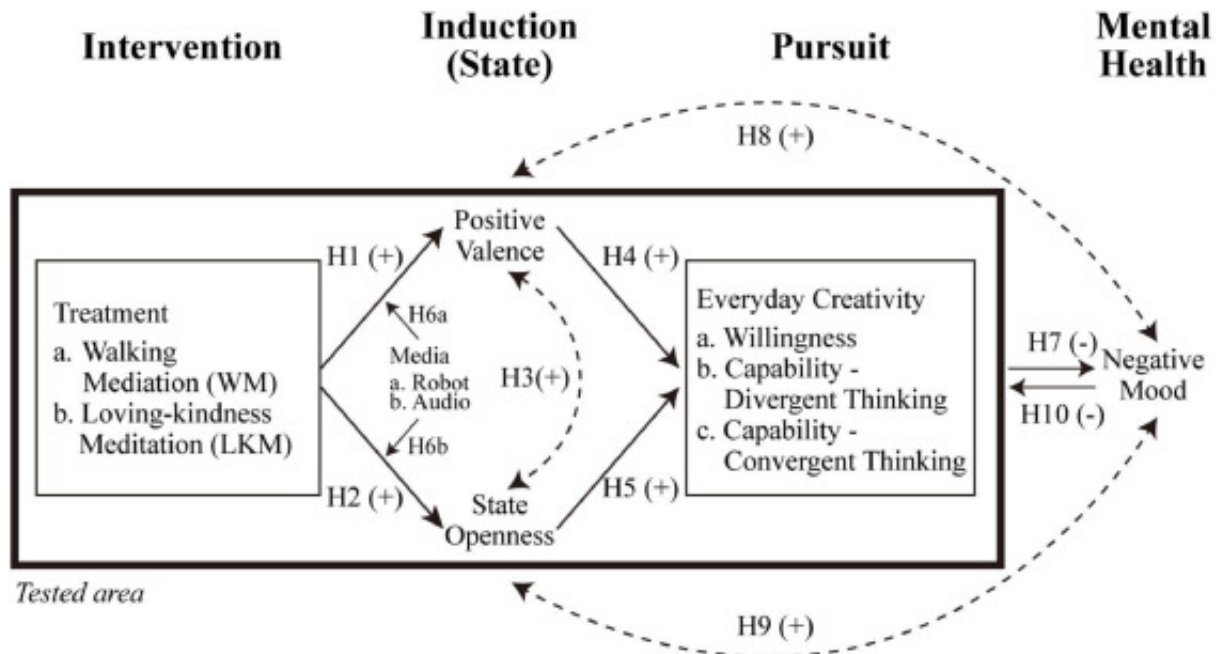 Intervention
Induction
(State)
Pursuit
Mental
Health
H8 (+)
Positive
Valence
H1 (+)
H4 (+)
Treatment
a. Walking
Mediation (WM)
b. Loving-kindness
Meditation (LKM)
H6a
Media
a. Robot
b. Audio
H6b
H3(+)
Everyday Creativity
a. Willingness
b. Capability -
Divergent Thinking
c. Capability -
Convergent Thinking
H7 (-)
Negative
Mood
H10 (-)
H2 (+)
State
Openness
H5 (+)
Tested area
H9 (+)